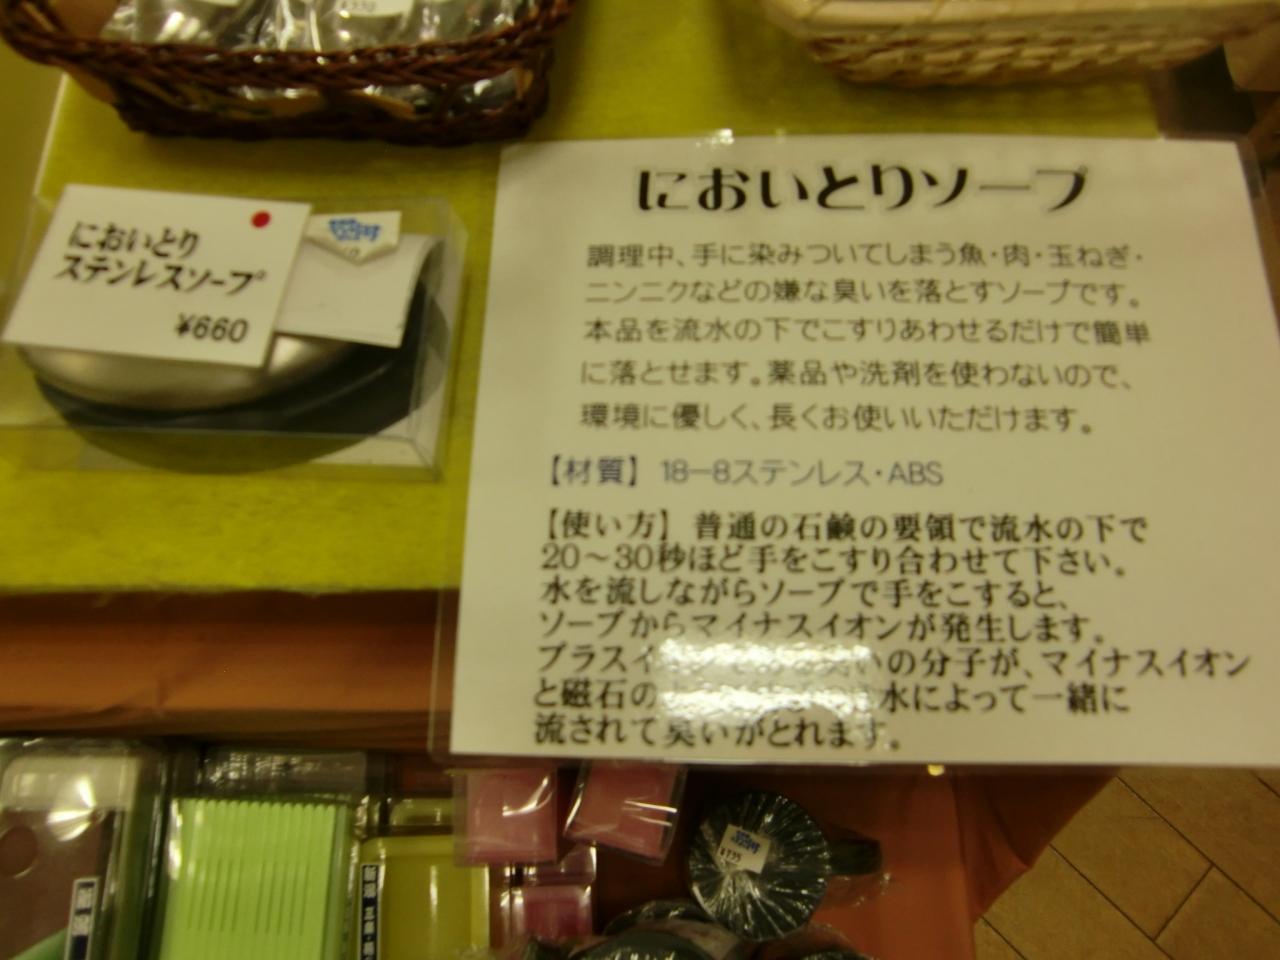 においとりソープ
調理中、手に染みついてしまう魚・肉・玉ねぎ・
ニンニクなどの嫌な臭いを落とすソープです。
本品を流水の下でこすりあわせるだけで簡単
に落とせます。薬品や洗剤を使わないので、
環境に優しく、長くお使いいただけます。
【材質】 18-8ステンレス・ABS
【使い方】 普通の石鹸の要領で流水の下で
20～30秒ほど手をこすり合わせて下さい。
水を流しながらソープで手をこすると、
ソープからマイナスイオンが発生します。
プラスイ いの分子が、マイナスイオン
と磁石の 水によって一緒に
流されて臭いがとれます。
においとり
ステンレスソープ
¥660
¥735